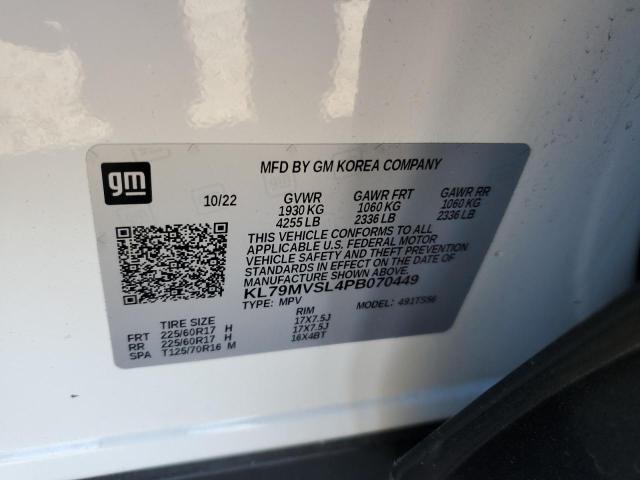 gm
MFD BY GM KOREA COMPANY
10/22 GVWR GAWR FRT GAWR RR
1930 KG 1060 KG 1060 KG
4255 LB 2336 LB 2336 LB
THIS VEHICLE CONFORMS TO ALL
APPLICABLE U.S. FEDERAL MOTOR
VEHICLE SAFETY AND THEFT PREVENTION
STANDARDS IN EFFECT ON THE DATE OF
MANUFACTURE SHOWN ABOVE.
KL79MVSL4PB070449
TYPE: MPV MODEL: 491TS56
TIRE SIZE RIM
FRT 225/60R17 H 17X7.5J
RR 225/60R17 H 17X7.5J
SPA T125/70R16 M 16X4BT